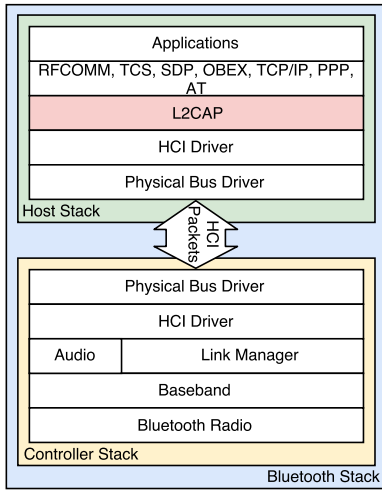 Applications
RFCOMM, TCS, SDP, OBEX, TCP/IP, PPP,
AT
L2CAP
HCI Driver
Physical Bus Driver
Host Stack
HCI
Packets
Physical Bus Driver
HCI Driver
Audio
Link Manager
Baseband
Bluetooth Radio
Controller Stack
Bluetooth Stack